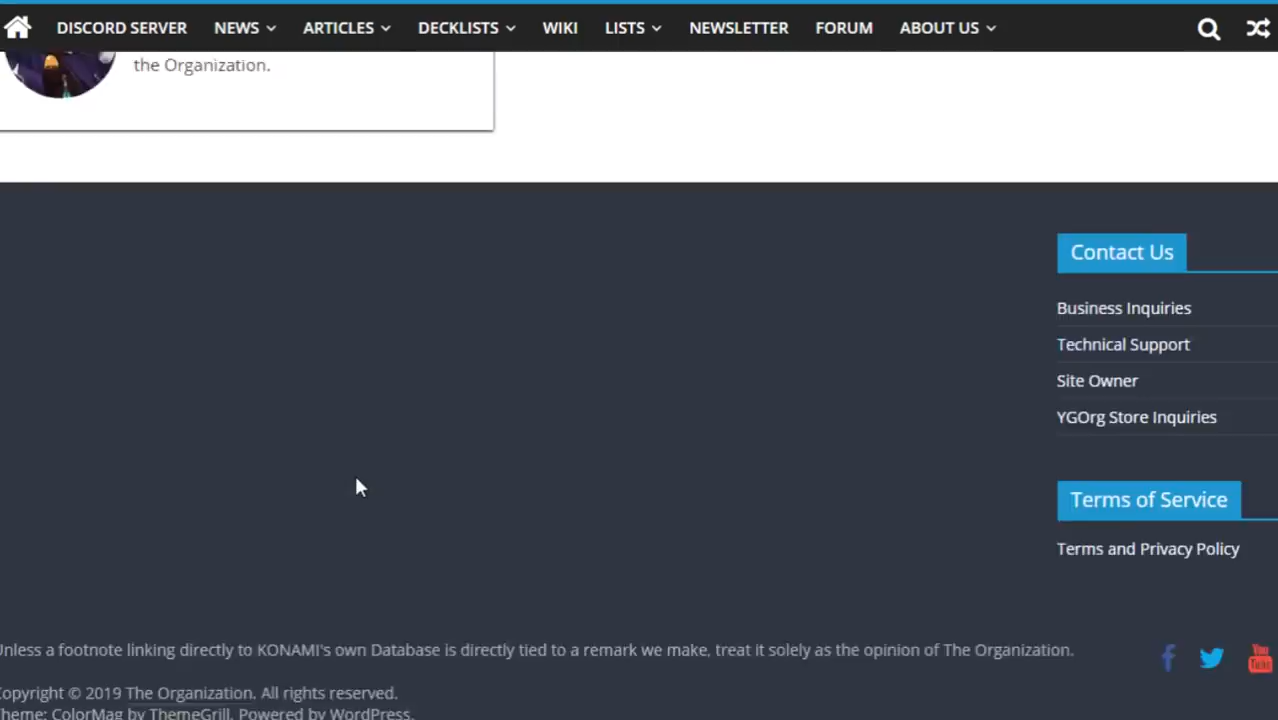 DISCORD SERVER NEWS ARTICLES DECKLISTS WIKI LISTS NEWSLETTER FORUM ABOUT US
the Organization.
Contact Us
Business Inquiries
Technical Support
Site Owner
YGOrg Store Inquiries
Terms of Service
Terms and Privacy Policy
Unless a footnote linking directly to KONAMI's own Database is directly tied to a remark we make, treat it solely as the opinion of The Organization.
You Tube
Copyright © 2019 The Organization. All rights reserved.
Theme: ColorMag by ThemeGrill. Powered by WordPress.